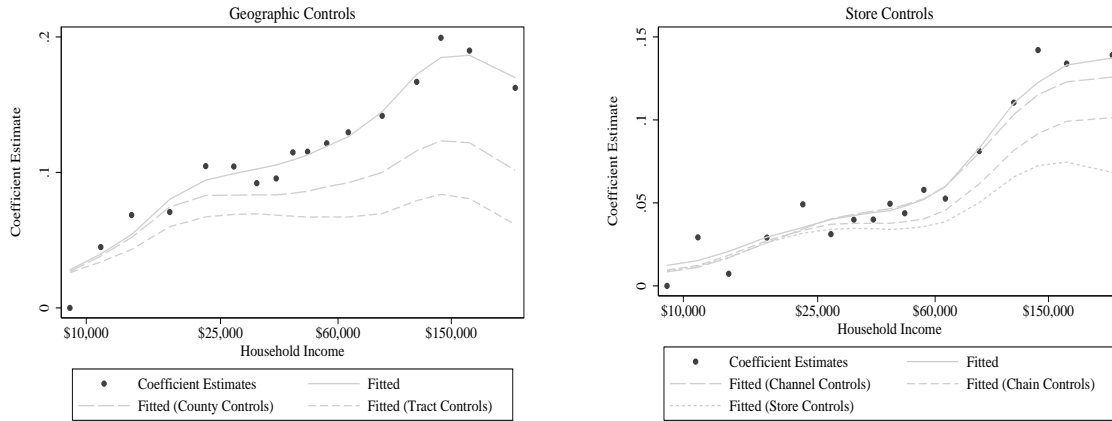 Geographic Controls
Coefficient Estimate
.2
.1
0
$10,000
$25,000
$60,000
$150,000
Household Income
Coefficient Estimates
Fitted
Fitted (County Controls)
Fitted (Tract Controls)
Store Controls
Coefficient Estimate
.15
.1
.05
0
$10,000
$25,000
$60,000
$150,000
Household Income
Coefficient Estimates
Fitted
Fitted (Channel Controls)
Fitted (Chain Controls)
Fitted (Store Controls)